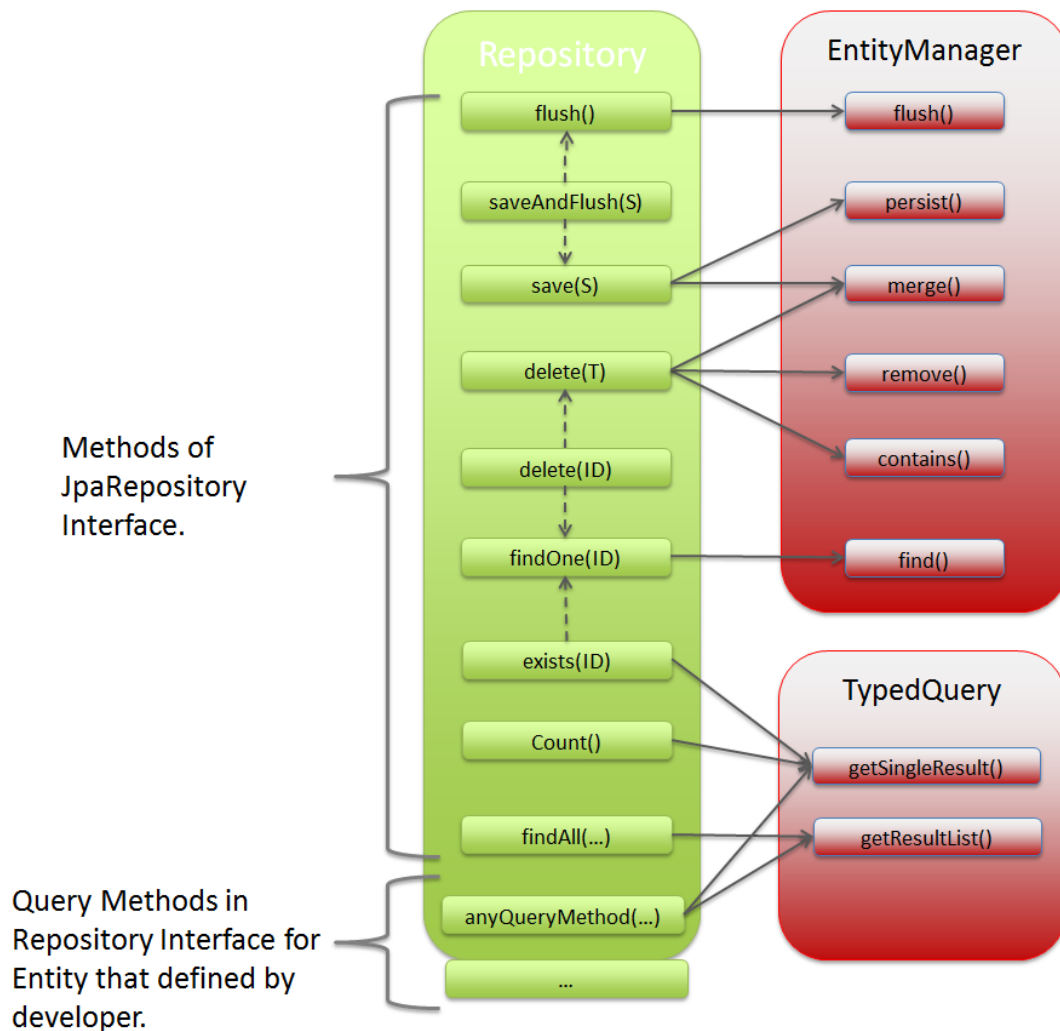 Repository
flush()
saveAndFlush(S)
save(S)
delete(T)
delete(ID)
findOne(ID)
exists(ID)
Count()
findAll(...)
anyQueryMethod(...)
...
EntityManager
flush()
persist()
merge()
remove()
contains()
find()
TypedQuery
getSingleResult()
getResultList()
Methods of
JpaRepository
Interface.
Query Methods in
Repository Interface for
Entity that defined by
developer.